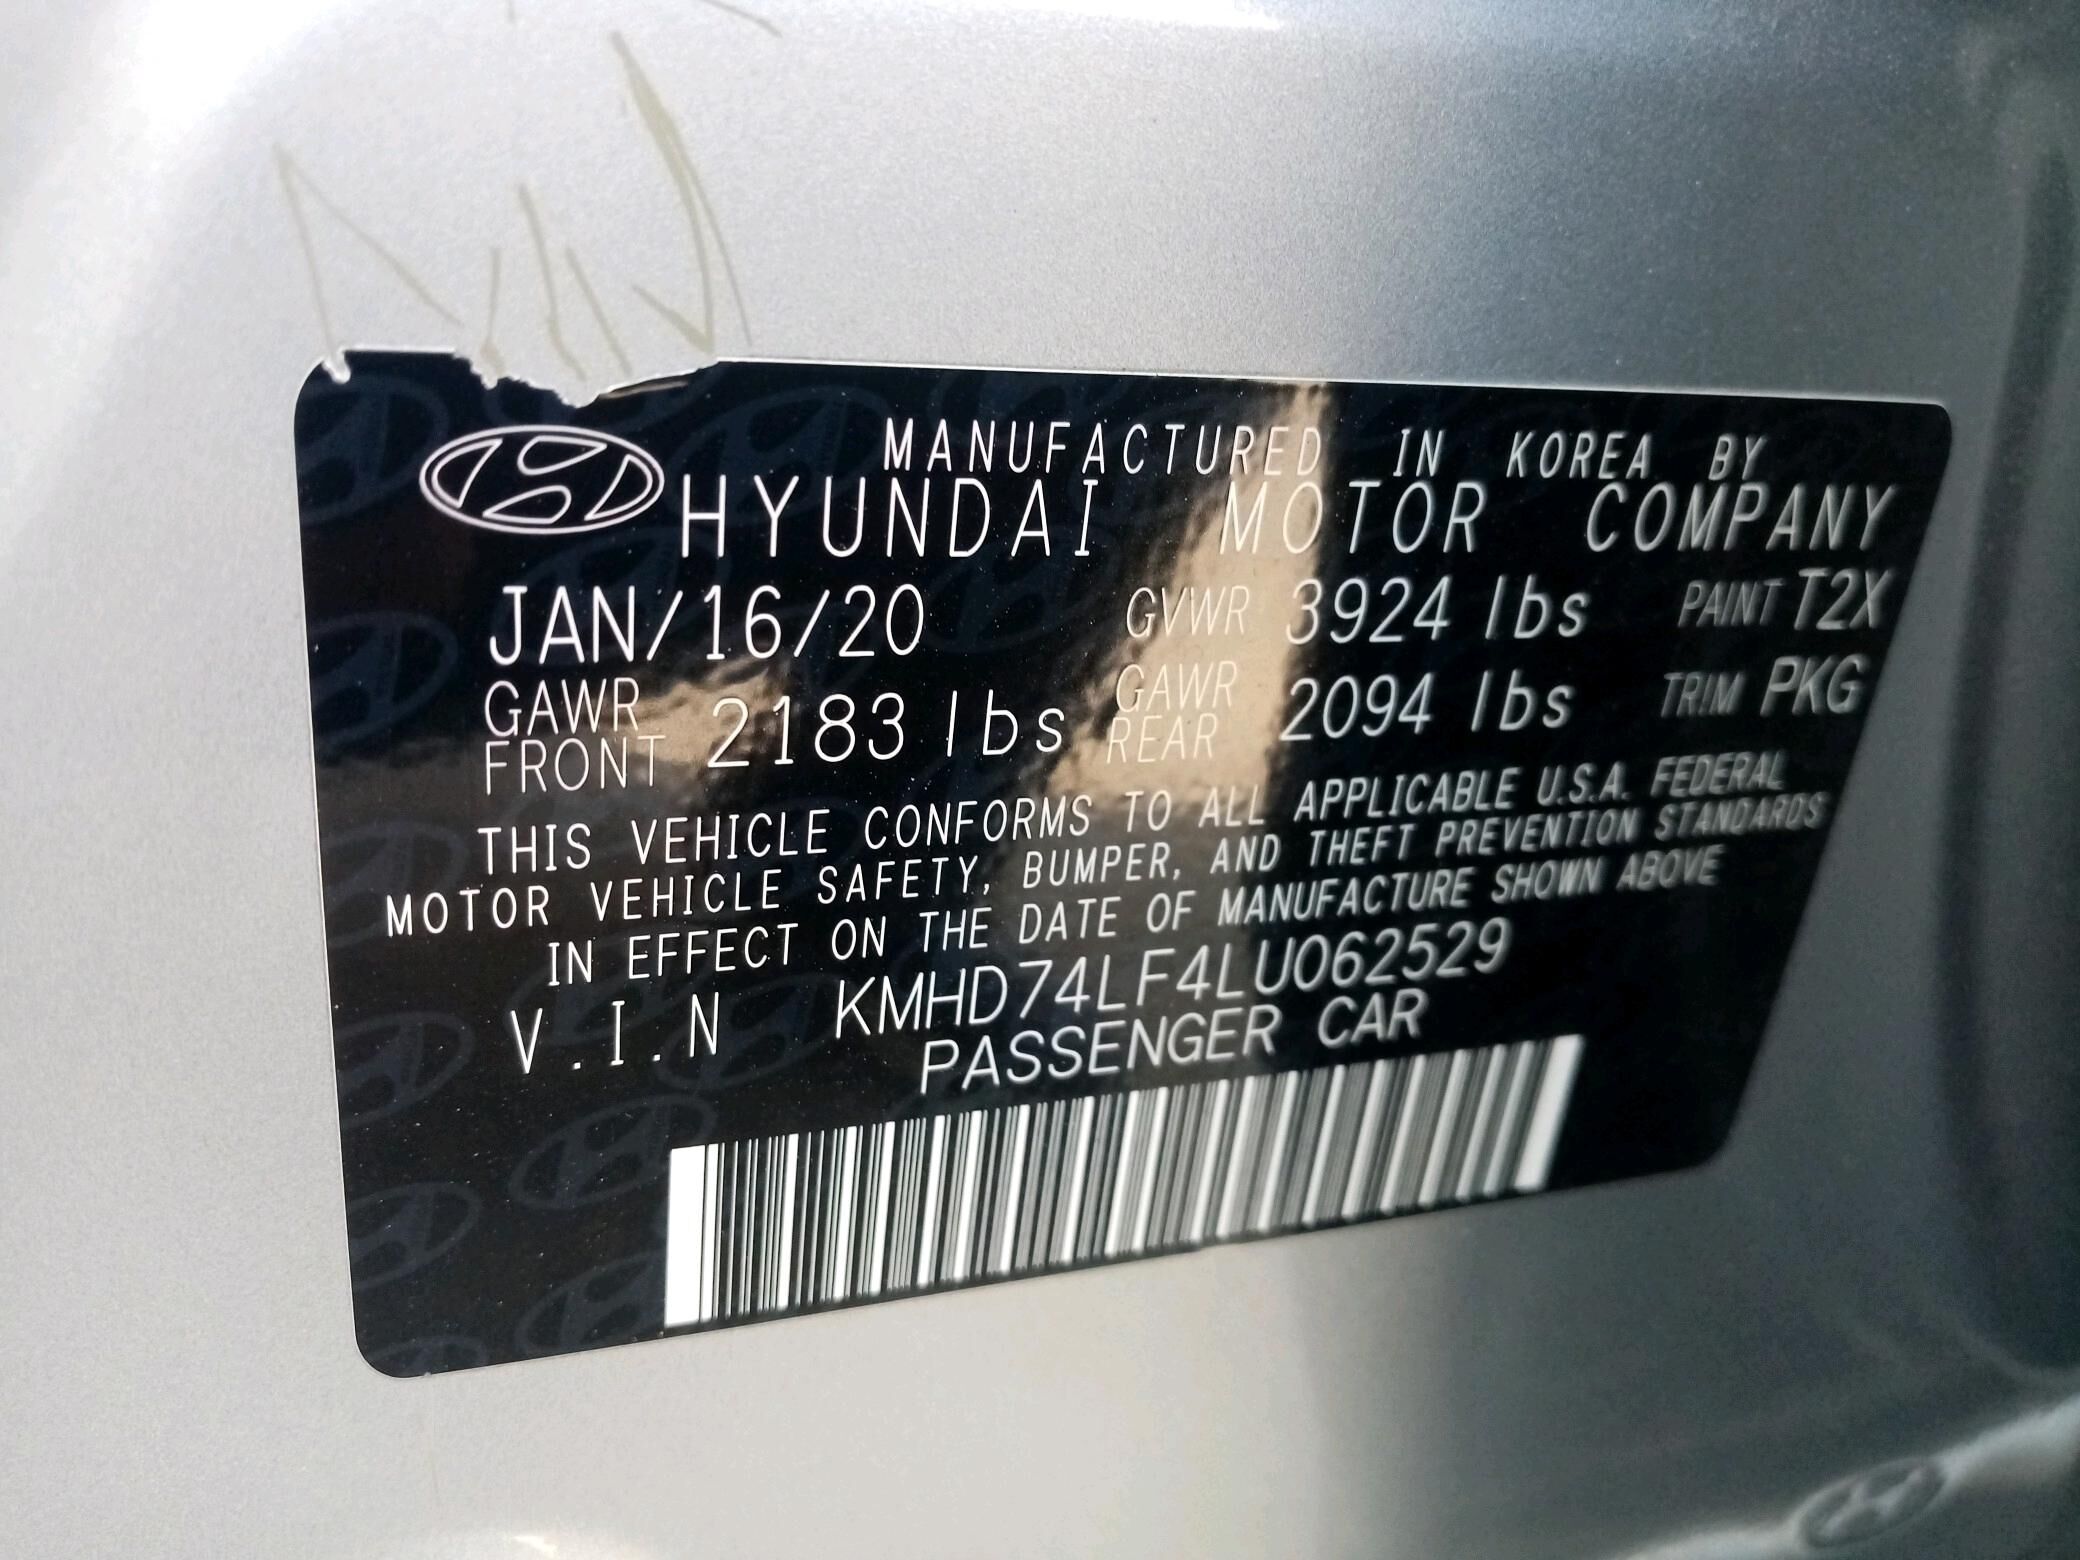 MANUFACTURED IN KOREA BY
HYUNDAI MOTOR COMPANY
JAN/16/20 GVWR 3924 lbs PAINT T2X
GAWR FRONT 2183 lbs GAWR REAR 2094 lbs TRIM PKG
THIS VEHICLE CONFORMS TO ALL APPLICABLE U.S.A. FEDERAL
MOTOR VEHICLE SAFETY, BUMPER, AND THEFT PREVENTION STANDARDS
IN EFFECT ON THE DATE OF MANUFACTURE SHOWN ABOVE
V.I.N KMHD74LF4LU062529
PASSENGER CAR